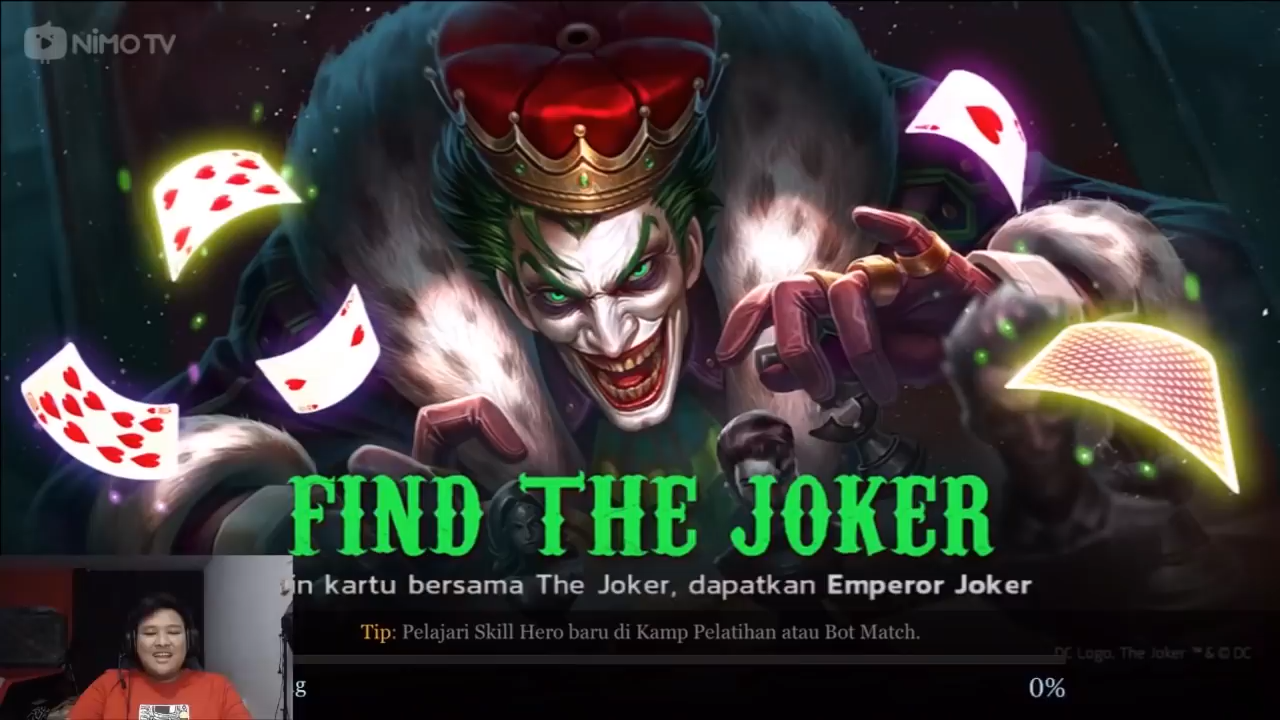 NIMO TV
FIND THE JOKER
in kartu bersama The Joker, dapatkan Emperor Joker
Tip: Pelajari Skill Hero baru di Kamp Pelatihan atau Bot Match.
DC Logo. The Joker ™ & © DC
g
0%